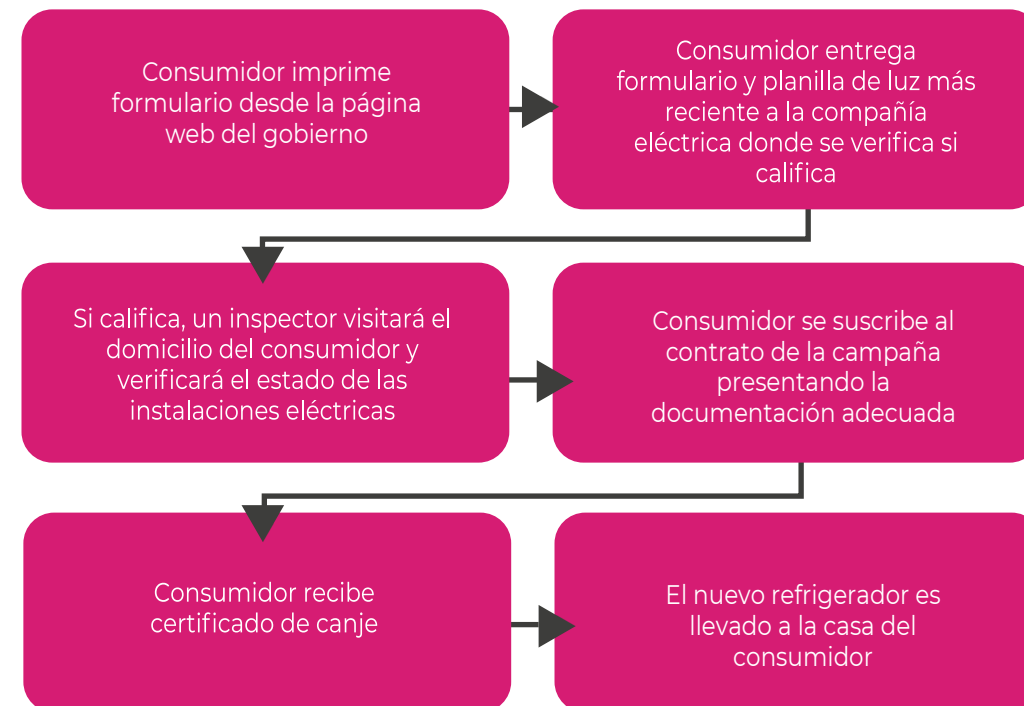 Consumidor imprime
formulario desde la página
web del gobierno
Consumidor entrega
formulario y planilla de luz más
reciente a la compañía
eléctrica donde se verifica si
califica
Si califica, un inspector visitará el
domicilio del consumidor y
verificará el estado de las
instalaciones eléctricas
Consumidor se suscribe al
contrato de la campaña
presentando la
documentación adecuada
Consumidor recibe
certificado de canje
El nuevo refrigerador es
llevado a la casa del
consumidor